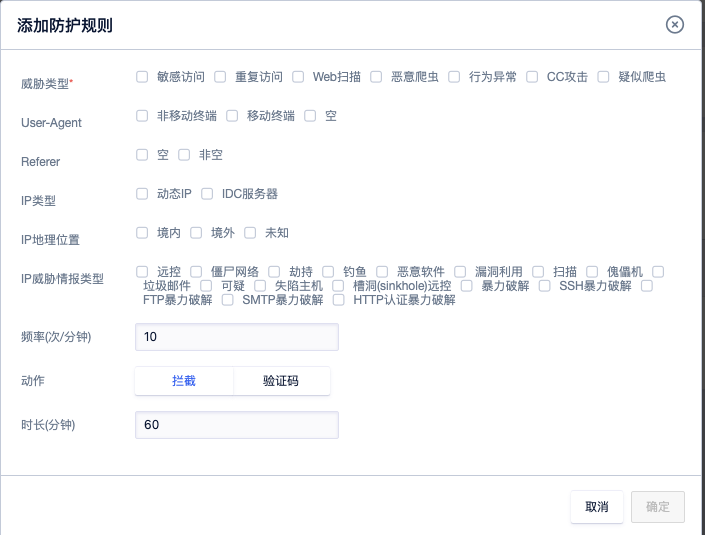 添加防护规则
威胁类型* 敏感访问 重复访问 Web扫描 恶意爬虫 行为异常 CC攻击 疑似爬虫
User-Agent 非移动终端 移动终端 空
Referer 空 非空
IP类型 动态IP IDC服务器
IP地理位置 境内 境外 未知
IP威胁情报类型 远控 僵尸网络 劫持 钓鱼 恶意软件 漏洞利用 扫描 傀儡机
垃圾邮件 可疑 失陷主机 槽洞(sinkhole)远控 暴力破解 SSH暴力破解
FTP暴力破解 SMTP暴力破解 HTTP认证暴力破解
频率(次/分钟) 10
动作 拦截 验证码
时长(分钟) 60
取消 确定